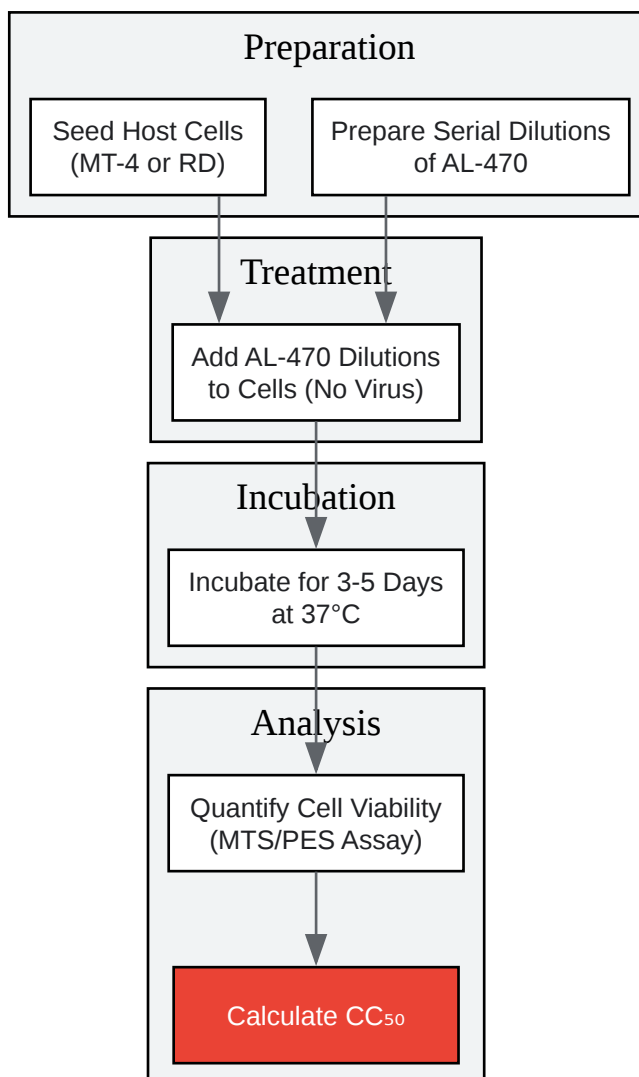 Preparation
Seed Host Cells
(MT-4 or RD)
Prepare Serial Dilutions
of AL-470
Treatment
Add AL-470 Dilutions
to Cells (No Virus)
Incubation
Incubate for 3-5 Days
at 37°C
Analysis
Quantify Cell Viability
(MTS/PES Assay)
Calculate CC₅₀